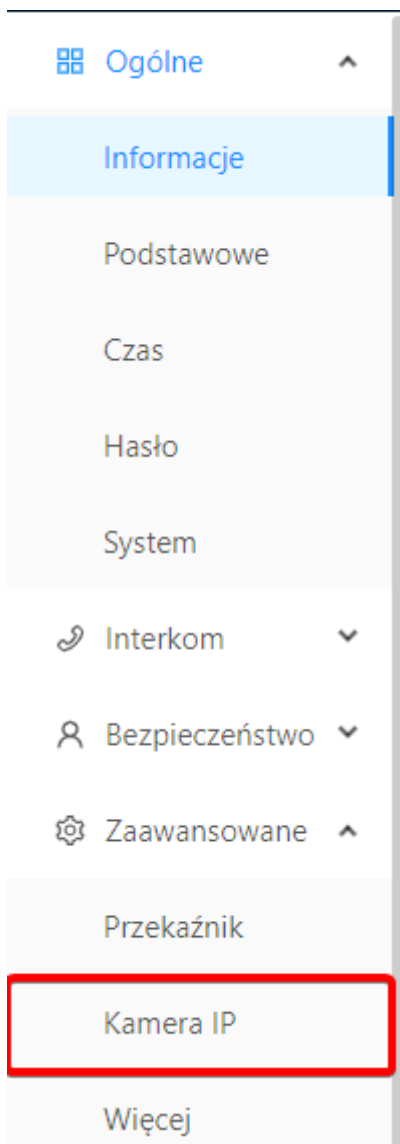 Ogólne
Informacje
Podstawowe
Czas
Hasło
System
Interkom
Bezpieczeństwo
Zaawansowane
Przekaźnik
Kamera IP
Więcej